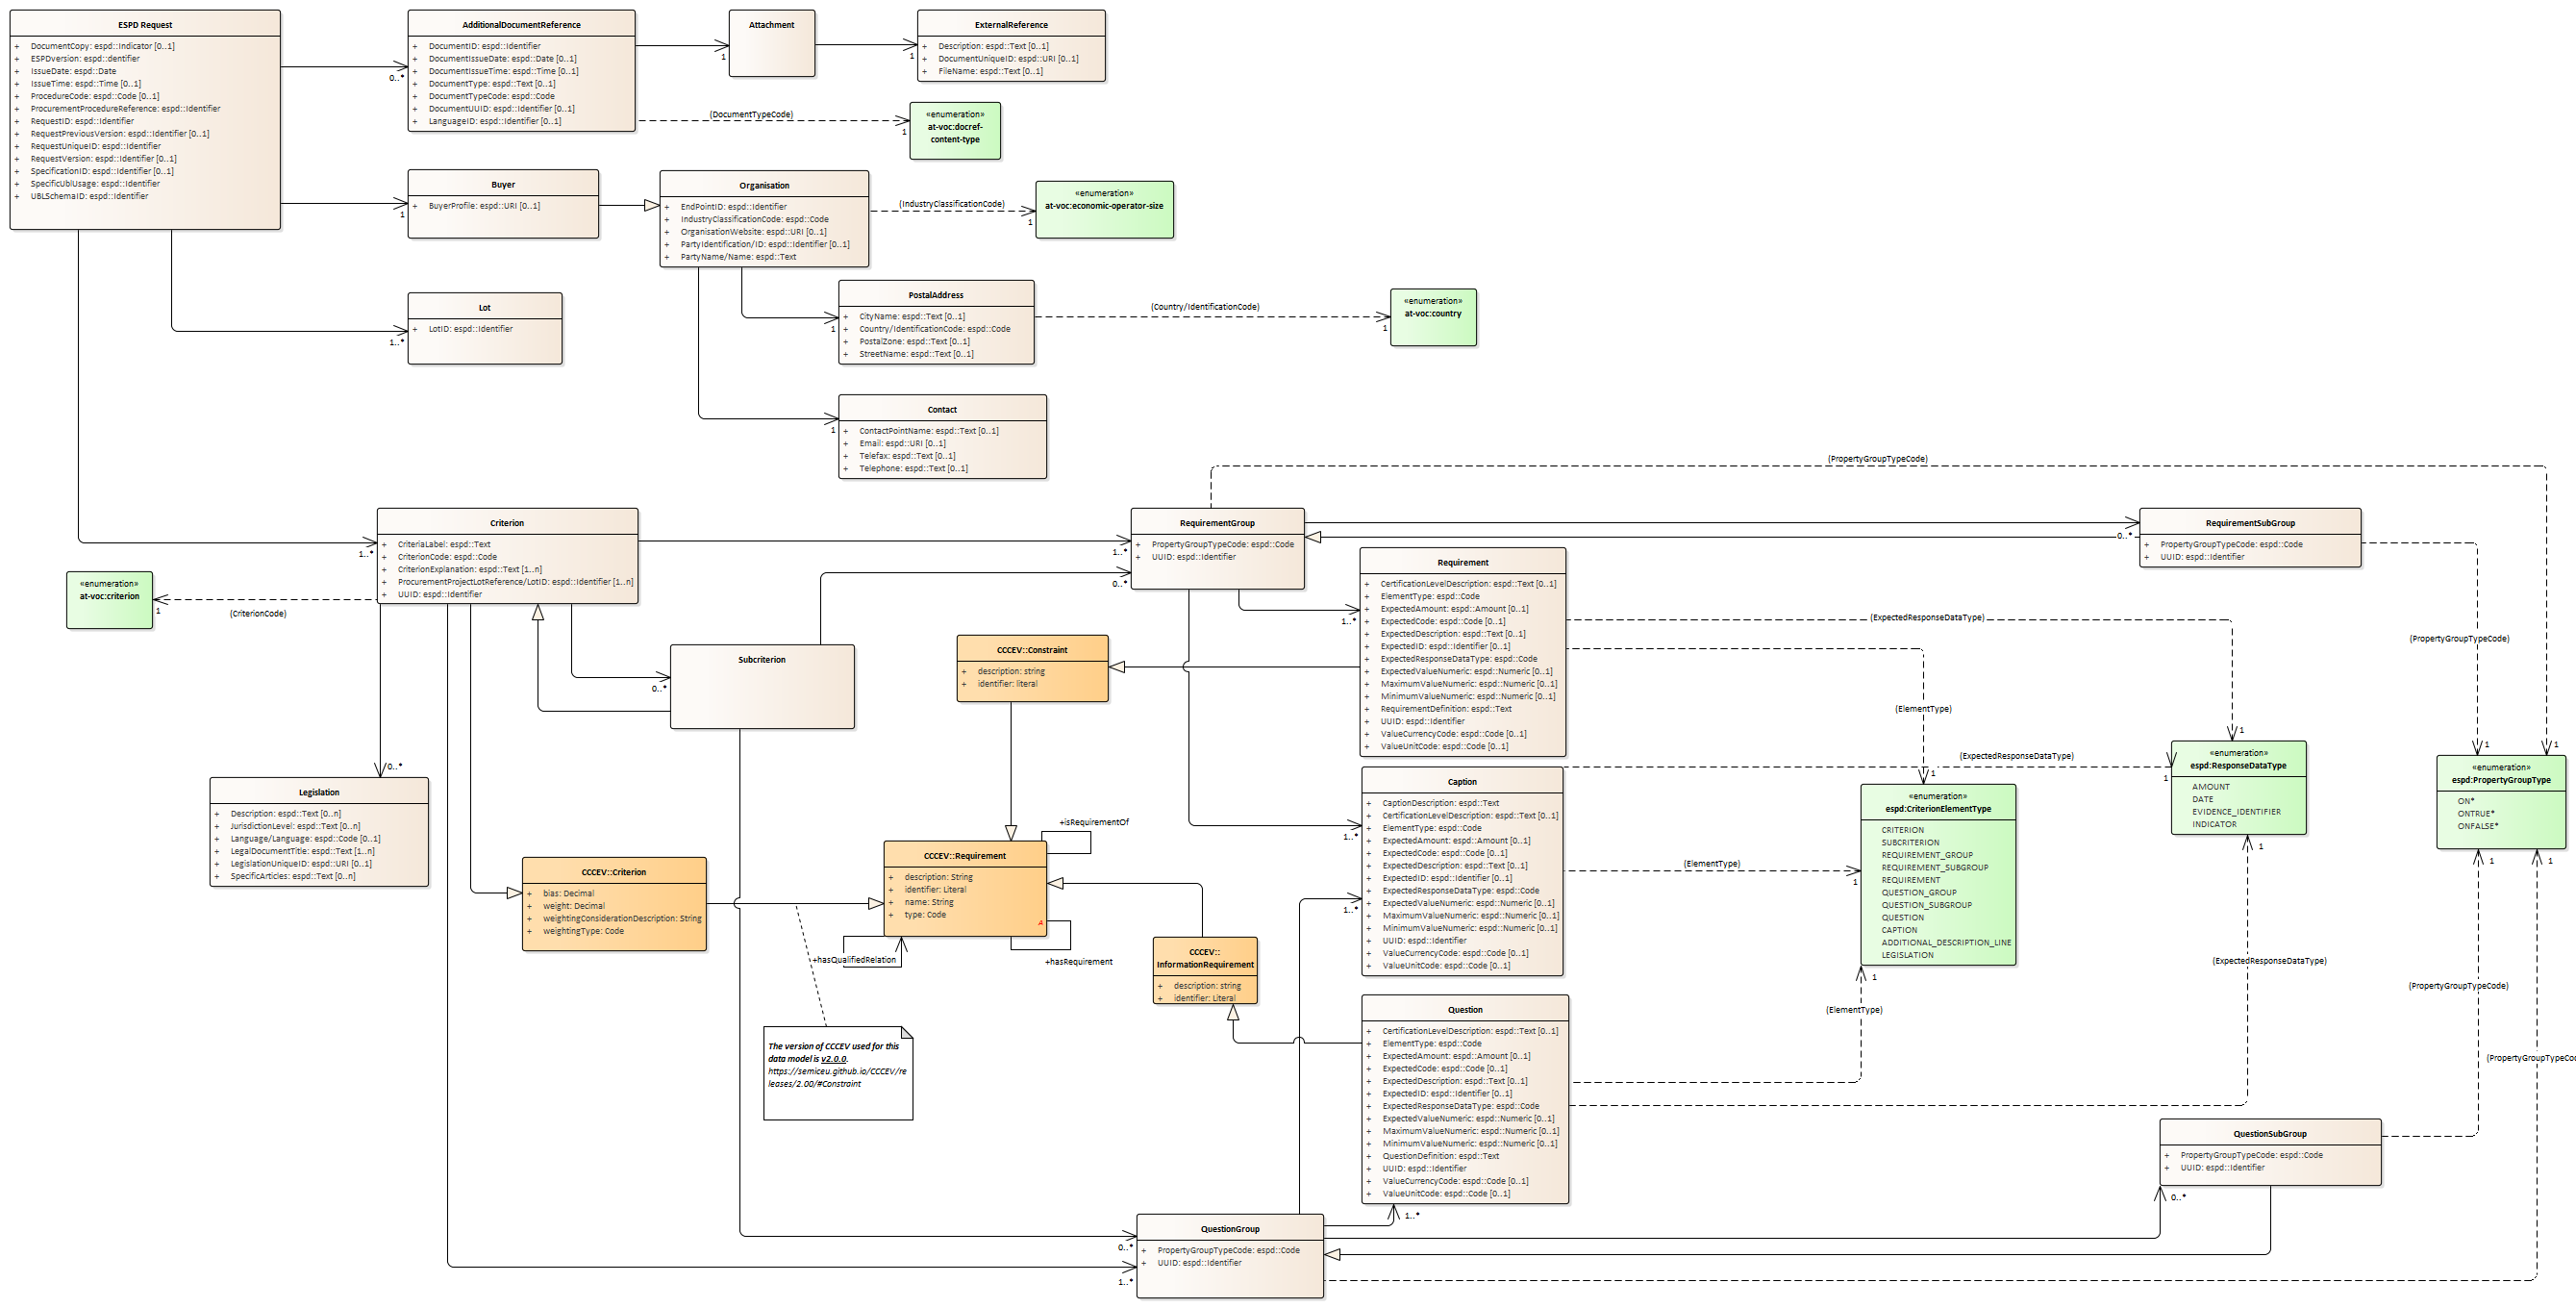 ESPD Request
+ DocumentCopy: espd::Indicator [0..1]
+ ESPDversion: espd::dentifier
+ IssueDate: espd::Date
+ IssueTime: espd::Time [0..1]
+ ProcedureCode: espd::Code [0..1]
+ ProcurementProcedureReference: espd::Identifier
+ RequestID: espd::Identifier
+ RequestPreviousVersion: espd::Identifier [0..1]
+ RequestUniqueID: espd::Identifier
+ RequestVersion: espd::Identifier [0..1]
+ SpecificationID: espd::Identifier [0..1]
+ SpecificUblUsage: espd::Identifier
+ UBLSchemaID: espd::Identifier
0..*
AdditionalDocumentReference
+ DocumentID: espd::Identifier
+ DocumentIssueDate: espd::Date [0..1]
+ DocumentIssueTime: espd::Time [0..1]
+ DocumentType: espd::Text [0..1]
+ DocumentTypeCode: espd::Code
+ DocumentUUID: espd::Identifier [0..1]
+ LanguageID: espd::Identifier [0..1]
1
Attachment
1
ExternalReference
+ Description: espd::Text [0..1]
+ DocumentUniqueID: espd::URI [0..1]
+ FileName: espd::Text [0..1]
(DocumentTypeCode)
1
«enumeration»
at-voc:docref-
content-type
1
Buyer
+ BuyerProfile: espd::URI [0..1]
Organisation
+ EndPointID: espd::Identifier
+ IndustryClassificationCode: espd::Code
+ OrganisationWebsite: espd::URI [0..1]
+ PartyIdentification/ID: espd::Identifier [0..1]
+ PartyName/Name: espd::Text
(IndustryClassificationCode)
1
«enumeration»
at-voc:economic-operator-size
1..*
Lot
+ LotID: espd::Identifier
1
PostalAddress
+ CityName: espd::Text [0..1]
+ Country/IdentificationCode: espd::Code
+ PostalZone: espd::Text [0..1]
+ StreetName: espd::Text [0..1]
(Country/IdentificationCode)
1
«enumeration»
at-voc:country
1
Contact
+ ContactPointName: espd::Text [0..1]
+ Email: espd::URI [0..1]
+ Telefax: espd::Text [0..1]
+ Telephone: espd::Text [0..1]
(PropertyGroupTypeCode)
1..*
Criterion
+ CriteriaLabel: espd::Text
+ CriterionCode: espd::Code
+ CriterionExplanation: espd::Text [1..n]
+ ProcurementProjectLotReference/LotID: espd::Identifier [1..n]
+ UUID: espd::Identifier
1..*
0..*
RequirementGroup
+ PropertyGroupTypeCode: espd::Code
+ UUID: espd::Identifier
0..*
RequirementSubGroup
+ PropertyGroupTypeCode: espd::Code
+ UUID: espd::Identifier
«enumeration»
at-voc:criterion
1
(CriterionCode)
1..*
Requirement
+ CertificationLevelDescription: espd::Text [0..1]
+ ElementType: espd::Code
+ ExpectedAmount: espd::Amount [0..1]
+ ExpectedCode: espd::Code [0..1]
+ ExpectedDescription: espd::Text [0..1]
+ ExpectedID: espd::Identifier [0..1]
+ ExpectedResponseDataType: espd::Code
+ ExpectedValueNumeric: espd::Numeric [0..1]
+ MaximumValueNumeric: espd::Numeric [0..1]
+ MinimumValueNumeric: espd::Numeric [0..1]
+ RequirementDefinition: espd::Text
+ UUID: espd::Identifier
+ ValueCurrencyCode: espd::Code [0..1]
+ ValueUnitCode: espd::Code [0..1]
(ExpectedResponseDataType)
(PropertyGroupTypeCode)
0..*
Subcriterion
CCCEV::Constraint
+ description: string
+ identifier: literal
(ElementType)
1
1
1
(ExpectedResponseDataType)
1
1
«enumeration»
espd:ResponseDataType
AMOUNT
DATE
EVIDENCE_IDENTIFIER
INDICATOR
1
«enumeration»
espd:PropertyGroupType
ON*
ONTRUE*
ONFALSE*
1
1
0..*
Legislation
+ Description: espd::Text [0..n]
+ JurisdictionLevel: espd::Text [0..n]
+ Language/Language: espd::Code [0..1]
+ LegalDocumentTitle: espd::Text [1..n]
+ LegislationUniqueID: espd::URI [0..1]
+ SpecificArticles: espd::Text [0..n]
1..*
1..*
Caption
+ CaptionDescription: espd::Text
+ CertificationLevelDescription: espd::Text [0..1]
+ ElementType: espd::Code
+ ExpectedAmount: espd::Amount [0..1]
+ ExpectedCode: espd::Code [0..1]
+ ExpectedDescription: espd::Text [0..1]
+ ExpectedID: espd::Identifier [0..1]
+ ExpectedResponseDataType: espd::Code
+ ExpectedValueNumeric: espd::Numeric [0..1]
+ MaximumValueNumeric: espd::Numeric [0..1]
+ MinimumValueNumeric: espd::Numeric [0..1]
+ UUID: espd::Identifier
+ ValueCurrencyCode: espd::Code [0..1]
+ ValueUnitCode: espd::Code [0..1]
(ElementType)
1
«enumeration»
espd:CriterionElementType
CRITERION
SUBCRITERION
REQUIREMENT_GROUP
REQUIREMENT_SUBGROUP
REQUIREMENT
QUESTION_GROUP
QUESTION_SUBGROUP
QUESTION
CAPTION
ADDITIONAL_DESCRIPTION_LINE
LEGISLATION
1
CCCEV::Criterion
+ bias: Decimal
+ weight: Decimal
+ weightingConsiderationDescription: String
+ weightingType: Code
+isRequirementOf
CCCEV::Requirement
+ description: String
+ identifier: Literal
+ name: String
+ type: Code
A
+hasQualifiedRelation
+hasRequirement
CCCEV::
InformationRequirement
+ description: string
+ identifier: Literal
(ExpectedResponseDataType)
(PropertyGroupTypeCode)
(ElementType)
(PropertyGroupTypeCo
The version of CCCEV used for this
data model is v2.0.0.
https://semiceu.github.io/CCCEV/re
leases/2.00/#Constraint
Question
+ CertificationLevelDescription: espd::Text [0..1]
+ ElementType: espd::Code
+ ExpectedAmount: espd::Amount [0..1]
+ ExpectedCode: espd::Code [0..1]
+ ExpectedDescription: espd::Text [0..1]
+ ExpectedID: espd::Identifier [0..1]
+ ExpectedResponseDataType: espd::Code
+ ExpectedValueNumeric: espd::Numeric [0..1]
+ MaximumValueNumeric: espd::Numeric [0..1]
+ MinimumValueNumeric: espd::Numeric [0..1]
+ QuestionDefinition: espd::Text
+ UUID: espd::Identifier
+ ValueCurrencyCode: espd::Code [0..1]
+ ValueUnitCode: espd::Code [0..1]
1..*
QuestionSubGroup
+ PropertyGroupTypeCode: espd::Code
+ UUID: espd::Identifier
0..*
0..*
1..*
QuestionGroup
+ PropertyGroupTypeCode: espd::Code
+ UUID: espd::Identifier